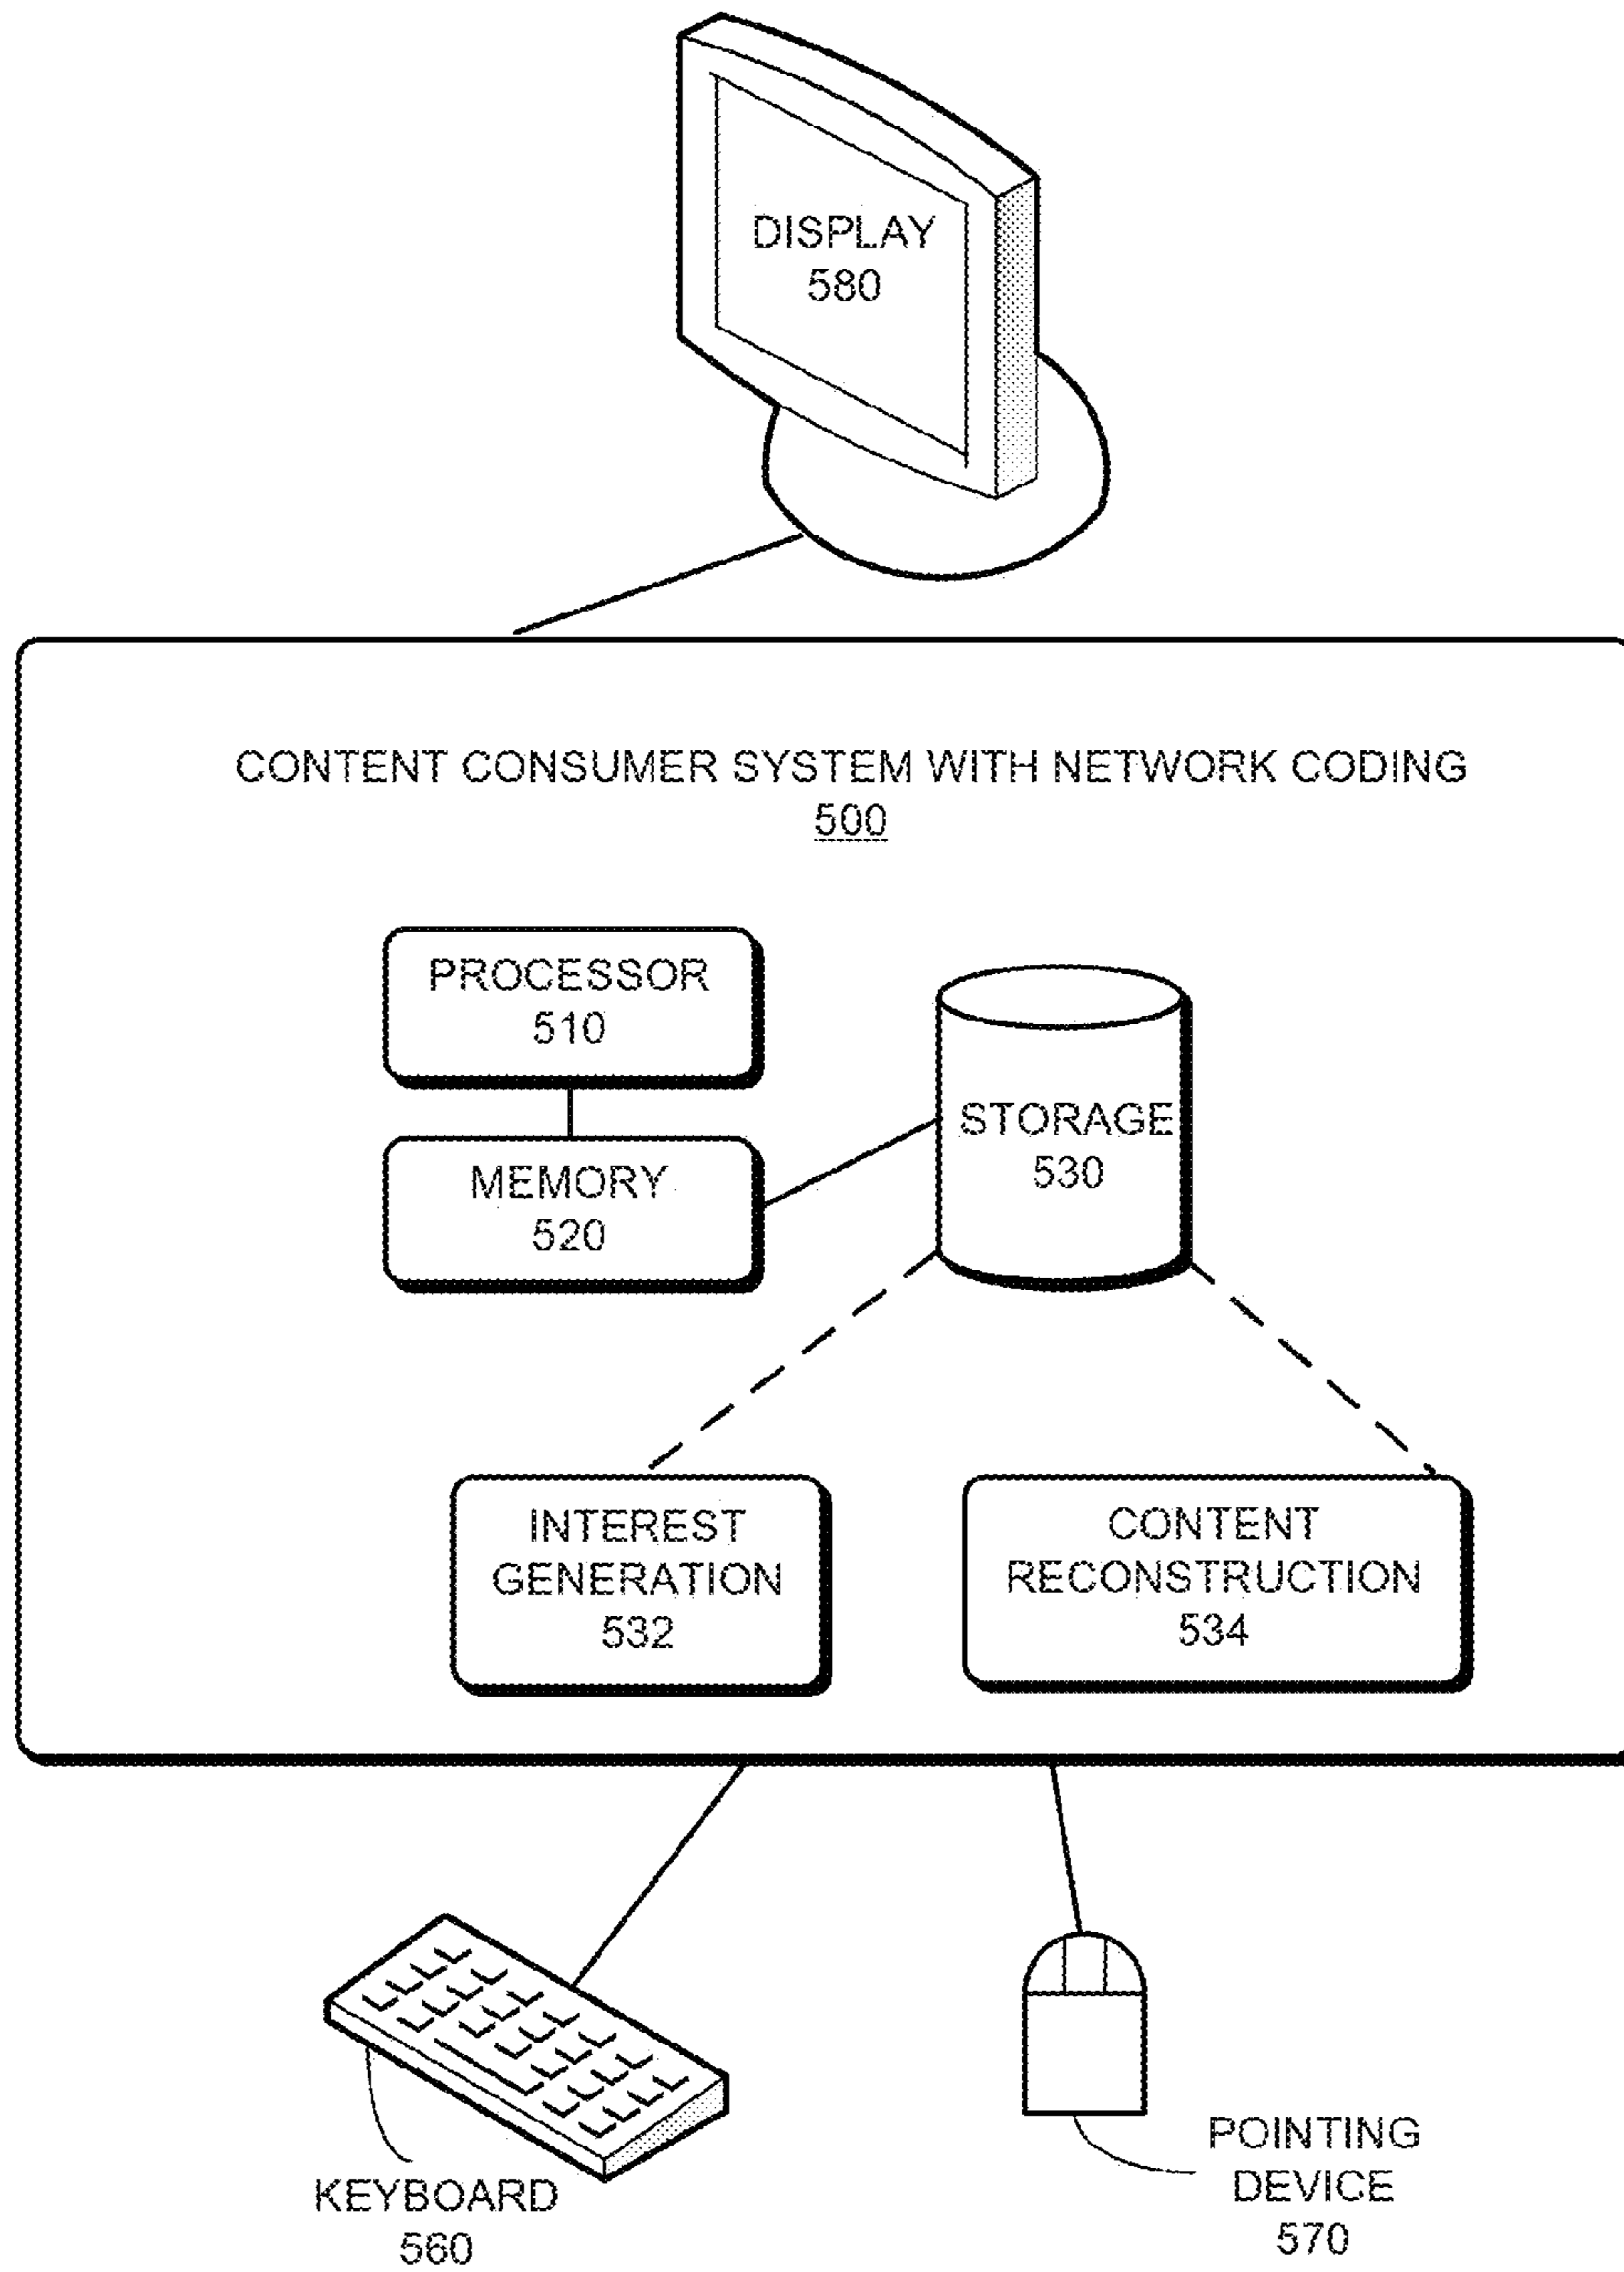 DISPLAY
580
CONTENT CONSUMER SYSTEM WITH NETWORK CODING
500
PROCESSOR
510
MEMORY
520
STORAGE
530
INTEREST
GENERATION
532
CONTENT
RECONSTRUCTION
534
KEYBOARD
560
POINTING
DEVICE
570